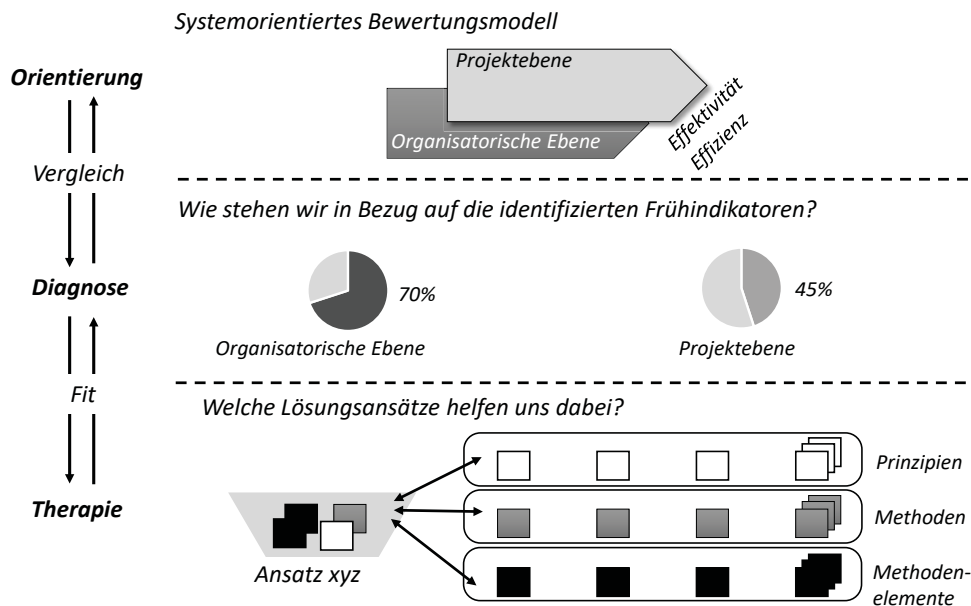 Systemorientiertes Bewertungsmodell
Orientierung
Projektebene
Organisatorische Ebene
Effektivität
Effizienz
Vergleich
Wie stehen wir in Bezug auf die identifizierten Frühindikatoren?
Diagnose
70%
45%
Organisatorische Ebene
Projektebene
Fit
Welche Lösungsansätze helfen uns dabei?
Prinzipien
Therapie
Methoden
Ansatz xyz
Methoden-
elemente